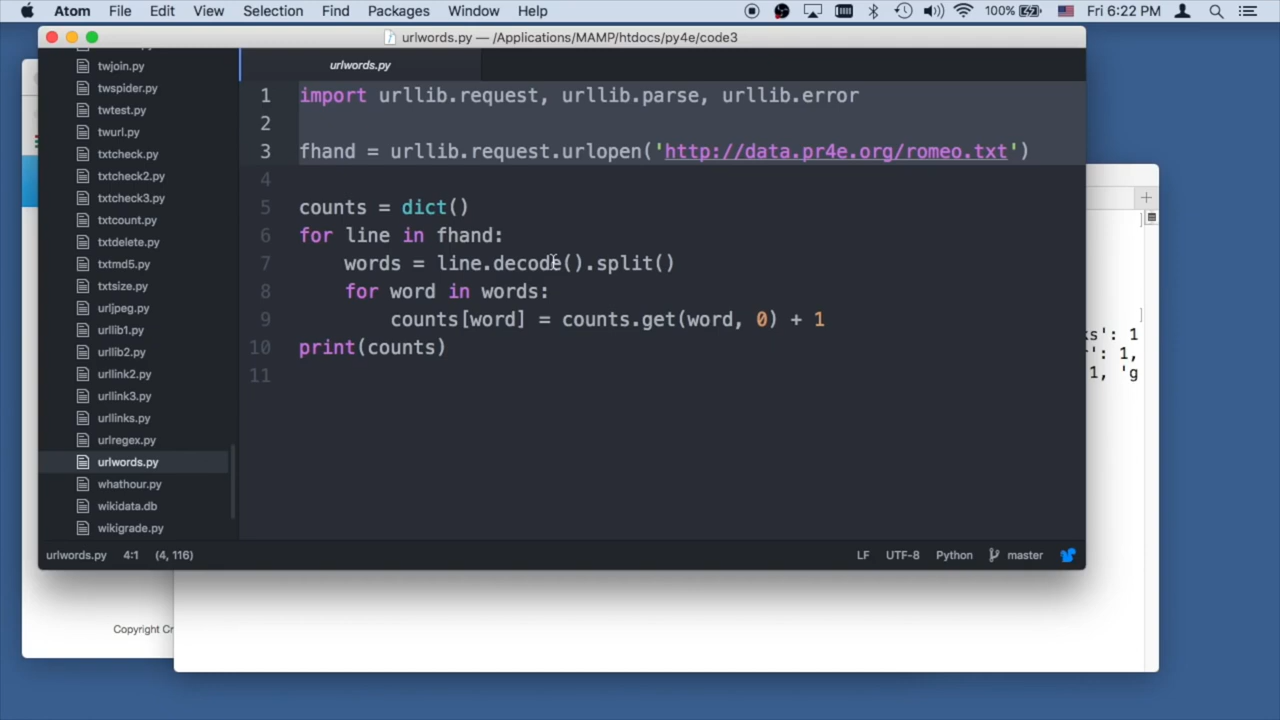 Atom File Edit View Selection Find Packages Window Help 100% Fri 6:22 PM
urlwords.py — /Applications/MAMP/htdocs/py4e/code3
urlwords.py
twjoin.py
twspider.py
twtest.py
twurl.py
txtcheck.py
txtcheck2.py
txtcheck3.py
txtcount.py
txtdelete.py
txtmd5.py
txtsize.py
urljpeg.py
urllib1.py
urllib2.py
urllink2.py
urllink3.py
urllinks.py
urlregex.py
urlwords.py
whathour.py
wikidata.db
wikigrade.py
1 import urllib.request, urllib.parse, urllib.error
2
3 fhand = urllib.request.urlopen('http://data.pr4e.org/romeo.txt')
4
5 counts = dict()
6 for line in fhand:
7 words = line.decode().split()
8 for word in words:
9 counts[word] = counts.get(word, 0) + 1
10 print(counts)
11
urlwords.py 4:1 (4, 116) LF UTF-8 Python master
]
]
ks': 1
': 1,
1, 'g
Copyright Cr